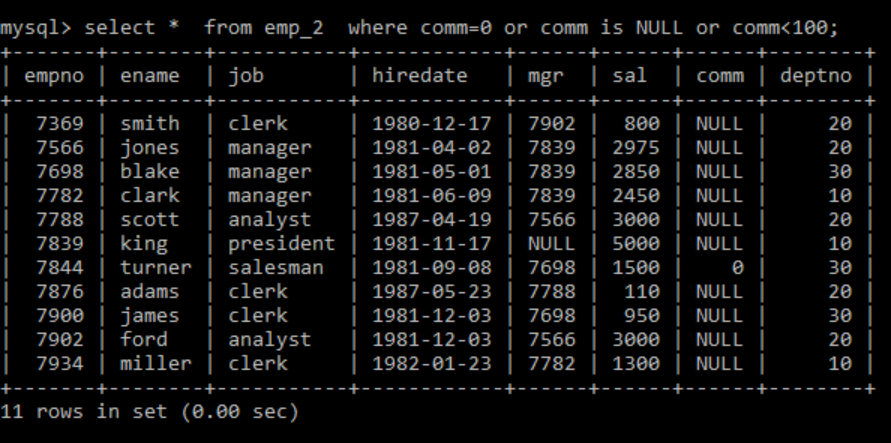 mysql> select *  from emp_2  where comm=0 or comm is NULL or comm<100;
+-------+--------+-----------+------------+------+------+------+--------+
| empno | ename  | job       | hiredate   | mgr  | sal  | comm | deptno |
+-------+--------+-----------+------------+------+------+------+--------+
|  7369 | smith  | clerk     | 1980-12-17 | 7902 |  800 | NULL |     20 |
|  7566 | jones  | manager   | 1981-04-02 | 7839 | 2975 | NULL |     20 |
|  7698 | blake  | manager   | 1981-05-01 | 7839 | 2850 | NULL |     30 |
|  7782 | clark  | manager   | 1981-06-09 | 7839 | 2450 | NULL |     10 |
|  7788 | scott  | analyst   | 1987-04-19 | 7566 | 3000 | NULL |     20 |
|  7839 | king   | president | 1981-11-17 | NULL | 5000 | NULL |     10 |
|  7844 | turner | salesman  | 1981-09-08 | 7698 | 1500 |    0 |     30 |
|  7876 | adams  | clerk     | 1987-05-23 | 7788 |  110 | NULL |     20 |
|  7900 | james  | clerk     | 1981-12-03 | 7698 |  950 | NULL |     30 |
|  7902 | ford   | analyst   | 1981-12-03 | 7566 | 3000 | NULL |     20 |
|  7934 | miller | clerk     | 1982-01-23 | 7782 | 1300 | NULL |     10 |
+-------+--------+-----------+------------+------+------+------+--------+
11 rows in set (0.00 sec)